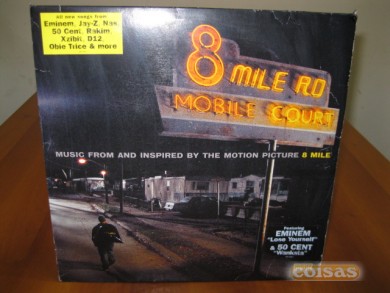 all new songs from
Eminem, Jay-Z, Nas
50 Cent, Rakim,
Xzibit, D12,
Obie Trice & more
8 MILE RD
MOBILE COURT
MUSIC FROM AND INSPIRED BY THE MOTION PICTURE 8 MILE
Featuring
EMINEM
"Lose Yourself"
& 50 CENT
"Wanksta"
coisas